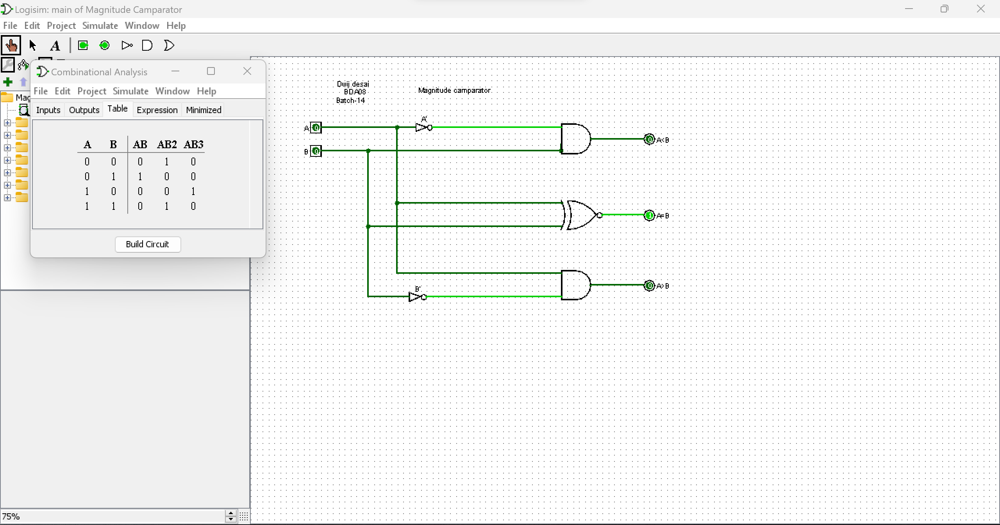 Logisim: main of Magnitude Camparator
File Edit Project Simulate Window Help
A
Combinational Analysis
File Edit Project Simulate Window Help
Inputs Outputs Table Expression Minimized
A B AB AB2 AB3
0 0 0 1 0
0 1 1 0 0
1 0 0 0 1
1 1 0 1 0
Build Circuit
Mag
75%
Dwij desai
BDA08
Batch-14
Magnitude camparator
A'
A 0
0 A<B
B 0
1 A=B
0 A>B
B'